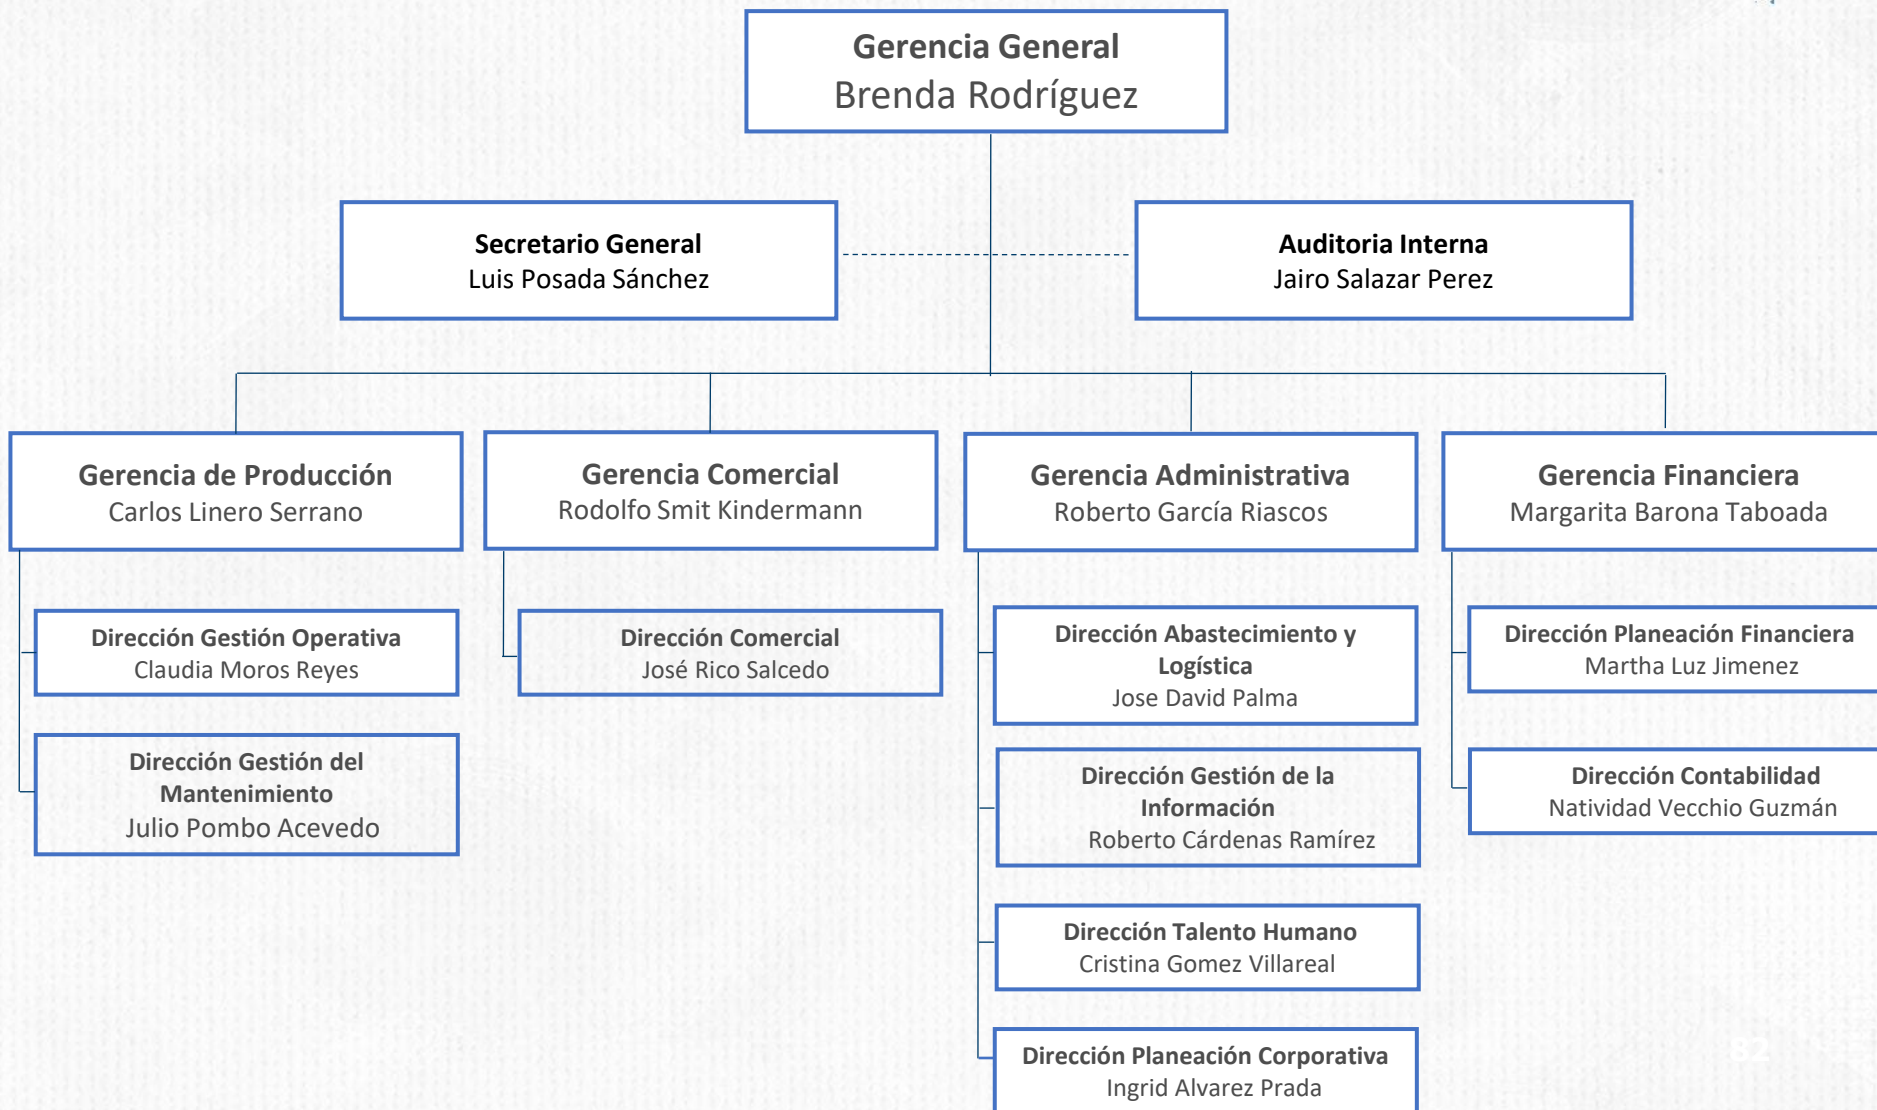 Gerencia General
Brenda Rodríguez
Secretario General
Luis Posada Sánchez
Auditoria Interna
Jairo Salazar Perez
Gerencia de Producción
Carlos Linero Serrano
Gerencia Comercial
Rodolfo Smit Kindermann
Gerencia Administrativa
Roberto García Riascos
Gerencia Financiera
Margarita Barona Taboada
Dirección Gestión Operativa
Claudia Moros Reyes
Dirección Gestión del
Mantenimiento
Julio Pombo Acevedo
Dirección Comercial
José Rico Salcedo
Dirección Abastecimiento y
Logística
Jose David Palma
Dirección Gestión de la
Información
Roberto Cárdenas Ramírez
Dirección Talento Humano
Cristina Gomez Villareal
Dirección Planeación Corporativa
Ingrid Alvarez Prada
Dirección Planeación Financiera
Martha Luz Jimenez
Dirección Contabilidad
Natividad Vecchio Guzmán